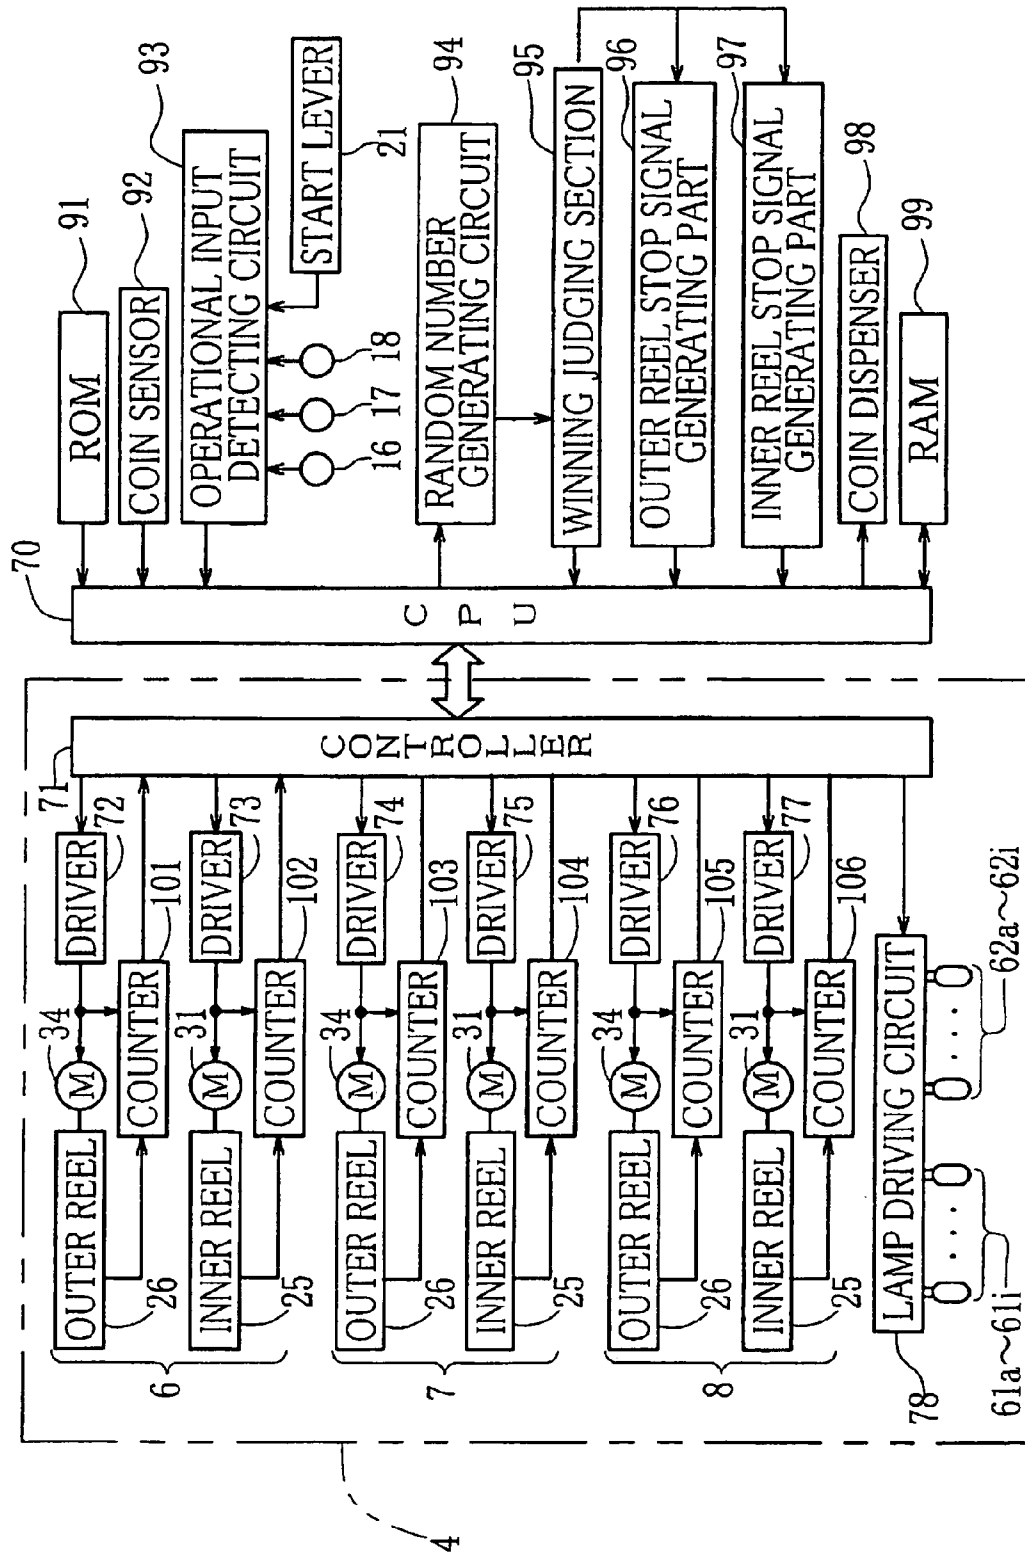 4
6
OUTER REEL
26
M
34
DRIVER
72
COUNTER
101
INNER REEL
25
M
31
DRIVER
73
COUNTER
102
7
OUTER REEL
26
M
34
DRIVER
74
COUNTER
103
INNER REEL
25
M
31
DRIVER
75
COUNTER
104
8
OUTER REEL
26
M
34
DRIVER
76
COUNTER
105
INNER REEL
25
M
31
DRIVER
77
COUNTER
106
78
LAMP DRIVING CIRCUIT
61a~61i
62a~62i
71
CONTROLLER
70
CPU
ROM
91
COIN SENSOR
92
OPERATIONAL INPUT
DETECTING CIRCUIT
93
16
17
18
START LEVER
21
RANDOM NUMBER
GENERATING CIRCUIT
94
WINNING JUDGING SECTION
95
OUTER REEL STOP SIGNAL
GENERATING PART
96
INNER REEL STOP SIGNAL
GENERATING PART
97
COIN DISPENSER
98
RAM
99